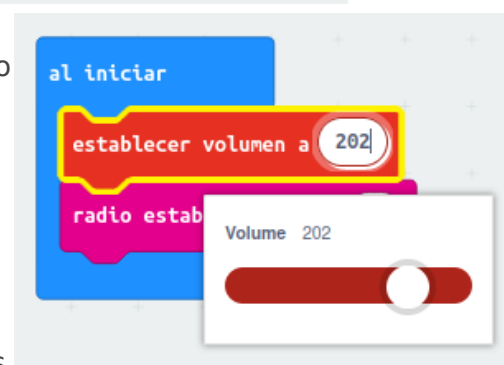 al iniciar
establecer volumen a 202
radio estab
Volume 202